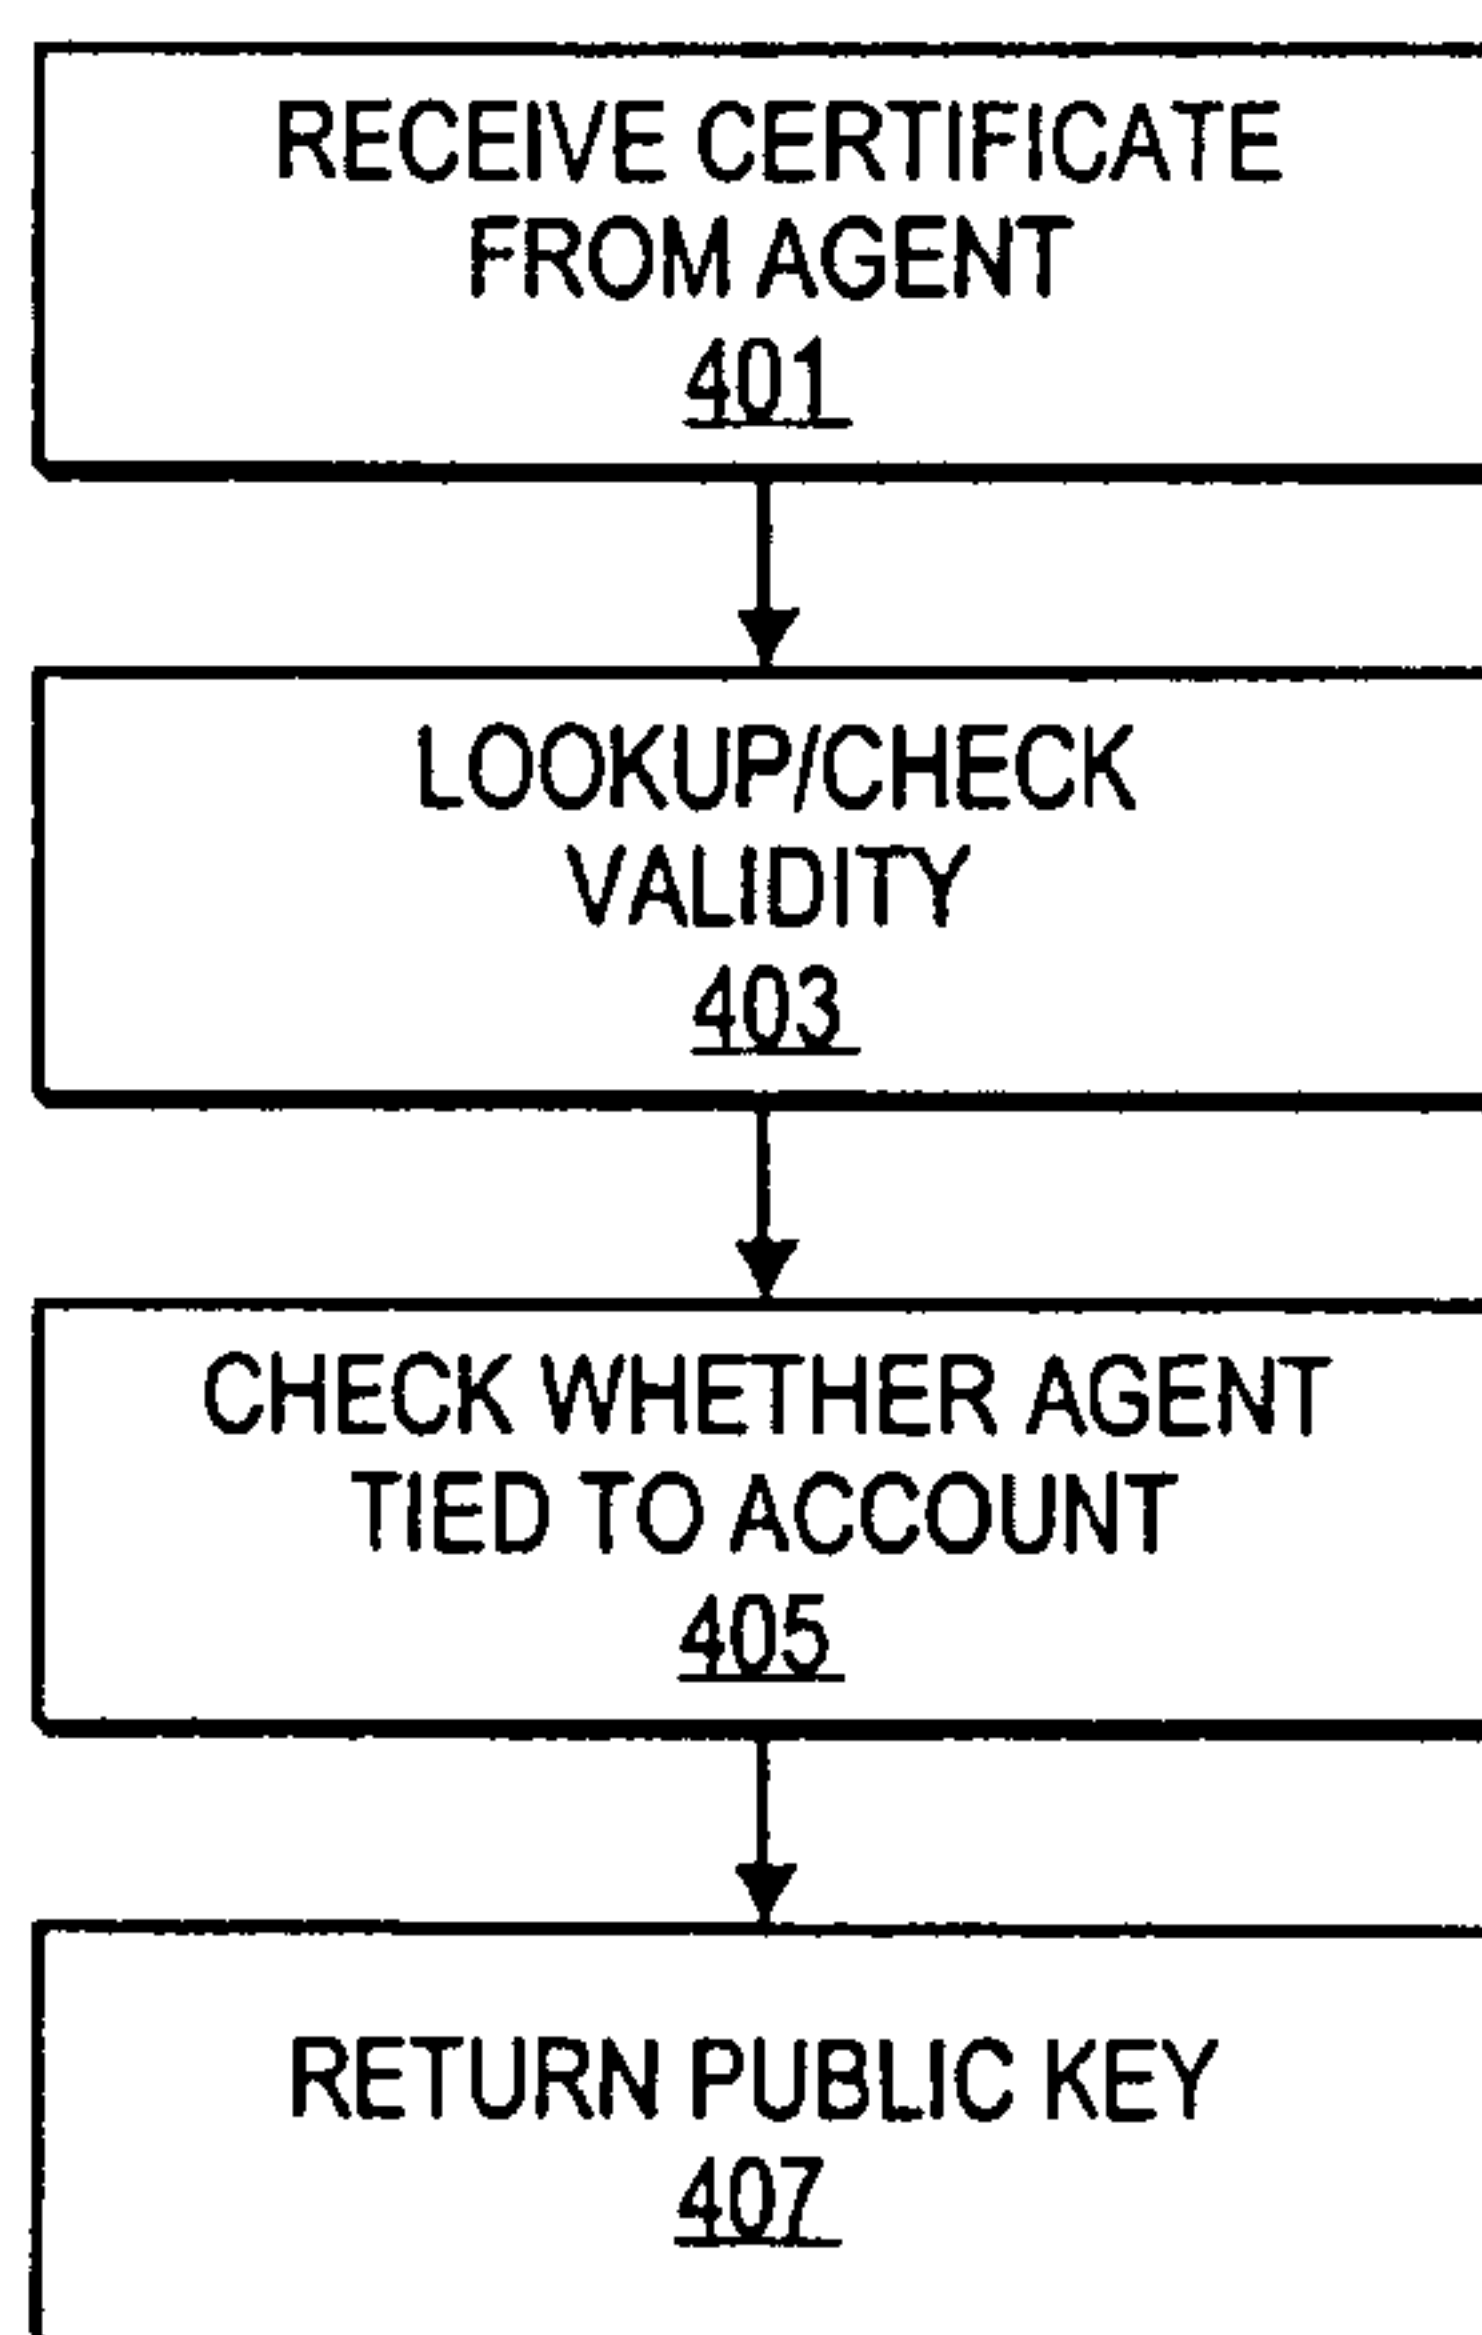 RECEIVE CERTIFICATE
FROM AGENT
401
LOOKUP/CHECK
VALIDITY
403
CHECK WHETHER AGENT
TIED TO ACCOUNT
405
RETURN PUBLIC KEY
407